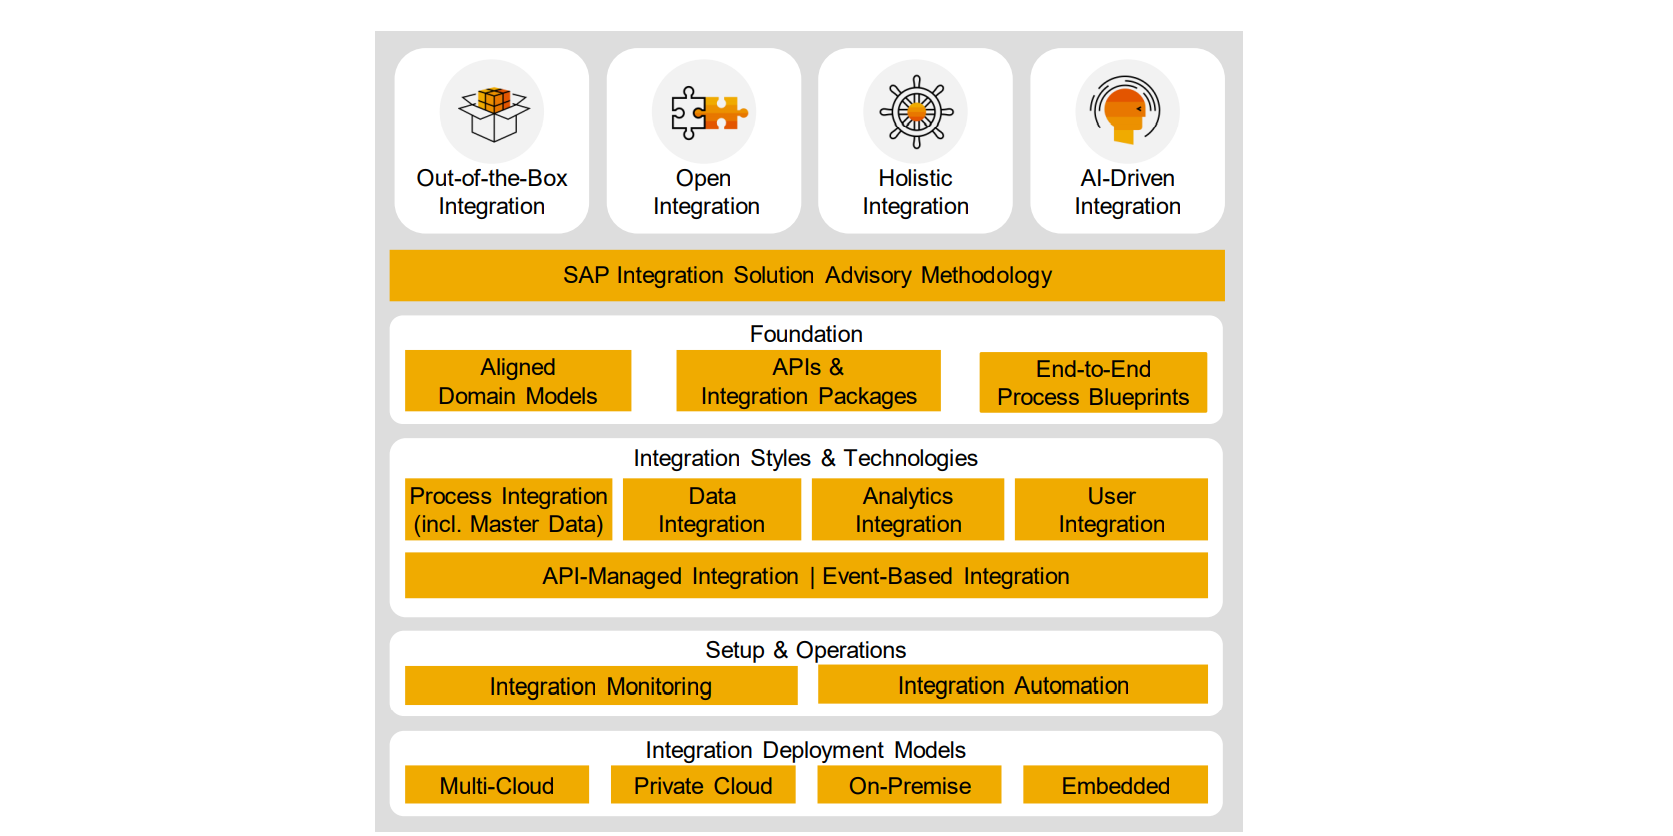 Out-of-the-Box
Integration
Open
Integration
Holistic
Integration
AI-Driven
Integration
SAP Integration Solution Advisory Methodology
Foundation
Aligned
Domain Models
APIs &
Integration Packages
End-to-End
Process Blueprints
Integration Styles & Technologies
Process Integration
(incl. Master Data)
Data
Integration
Analytics
Integration
User
Integration
API-Managed Integration | Event-Based Integration
Setup & Operations
Integration Monitoring
Integration Automation
Integration Deployment Models
Multi-Cloud
Private Cloud
On-Premise
Embedded